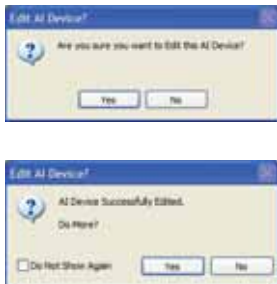 Edit AI Device?
Are you sure you want to Edit this AI Device?
Yes
No
Edit AI Device?
AI Device Successfully Edited.
Do More?
Do Not Show Again
Yes
No